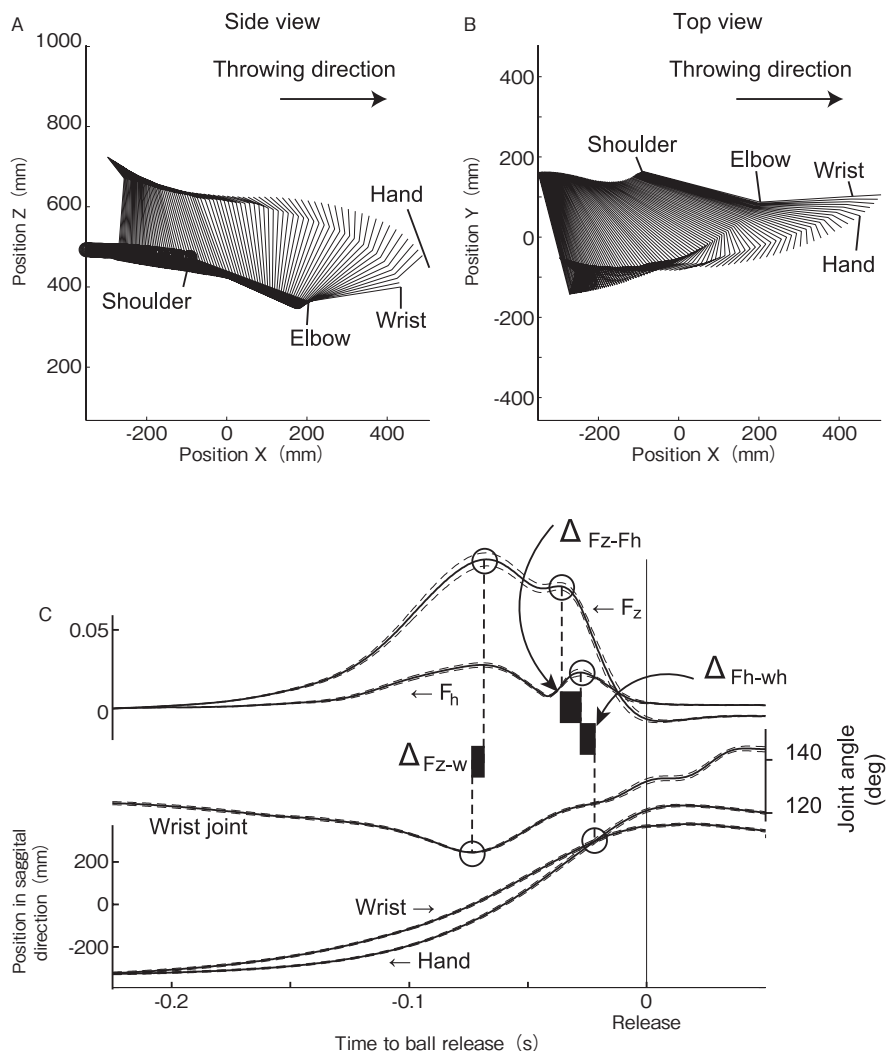 A
Side view
Throwing direction
1000
800
600
400
200
Position Z (mm)
Hand
Shoulder
Elbow
Wrist
-200
0
200
400
Position X (mm)
B
Top view
Throwing direction
400
200
0
-200
-400
Position Y (mm)
Shoulder
Elbow
Wrist
Hand
-200
0
200
400
Position X (mm)
C
Δ Fz-Fh
← Fz
0.05
Δ Fh-wh
← Fh
0
Δ Fz-w
140
120
Joint angle
(deg)
Wrist joint
200
0
-200
Position in saggital
direction (mm)
Wrist →
← Hand
-0.2
-0.1
0
Release
Time to ball release (s)